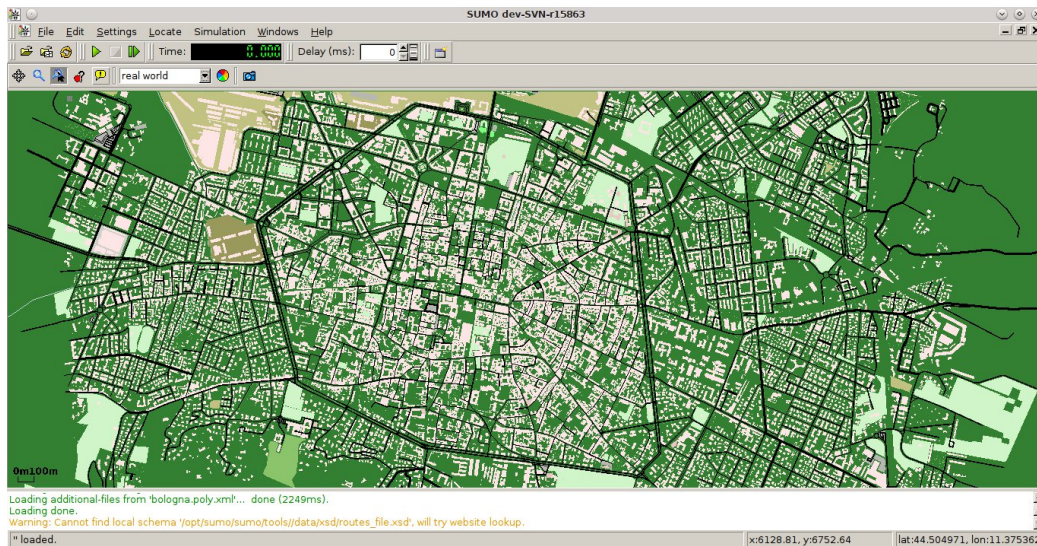 SUMO dev-SVN-r15863
File Edit Settings Locate Simulation Windows Help
Time: 0.000 Delay (ms): 0
real world
0m100m
Loading additional-files from 'bologna.poly.xml'... done (2249ms).
Loading done.
Warning: Cannot find local schema '/opt/sumo/sumo/tools//data/xsd/routes_file.xsd', will try website lookup.
'' loaded. x:6128.81, y:6752.64 lat:44.504971, lon:11.375362